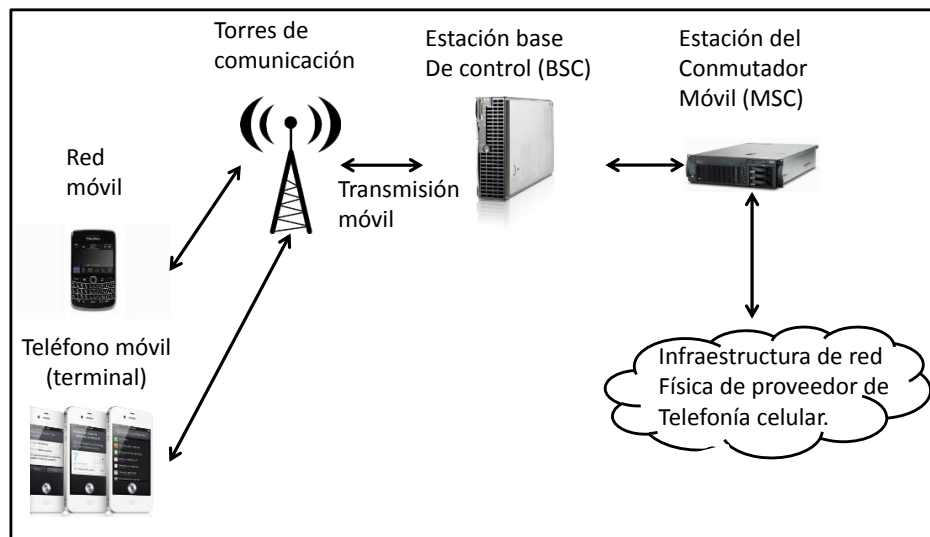 Torres de
comunicación
Estación base
De control (BSC)
Estación del
Conmutador
Móvil (MSC)
Red
móvil
Transmisión
móvil
Teléfono móvil
(terminal)
Infraestructura de red
Física de proveedor de
Telefonía celular.